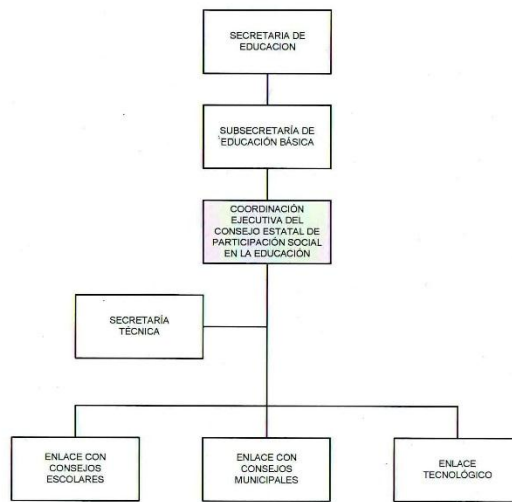 SECRETARIA DE
EDUCACION
SUBSECRETARÍA DE
EDUCACIÓN BÁSICA
COORDINACIÓN
EJECUTIVA DEL
CONSEJO ESTATAL DE
PARTICIPACIÓN SOCIAL
EN LA EDUCACIÓN
SECRETARÍA
TÉCNICA
ENLACE CON
CONSEJOS
ESCOLARES
ENLACE CON
CONSEJOS
MUNICIPALES
ENLACE
TECNOLÓGICO